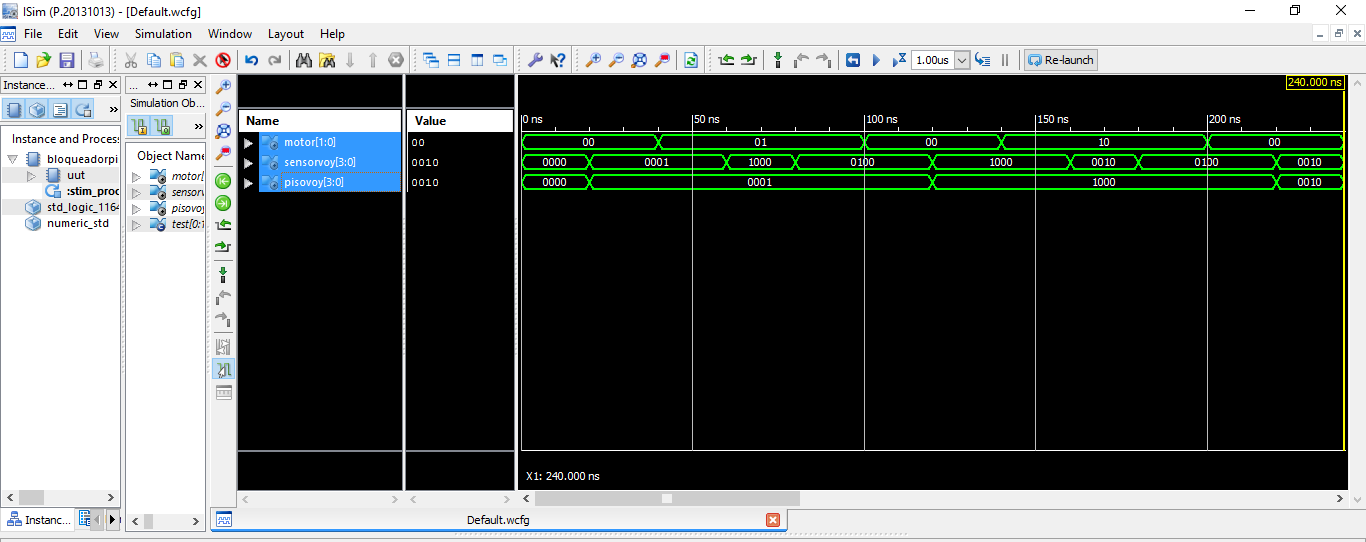 ISim (P.20131013) - [Default.wcfg]
File Edit View Simulation Window Layout Help
1.00us Re-launch
Instance...
...
Simulation Ob...
Instance and Proces
bloqueadorpi
uut
:stim_proc
std_logic_1164
numeric_std
Object Name
motor[
sensorv
pisovoy
test[0:1
Instanc...
Name Value
motor[1:0] 00
sensorvoy[3:0] 0010
pisovoy[3:0] 0010
240.000 ns
0 ns 50 ns 100 ns 150 ns 200 ns
00 01 00 10 00
0000 0001 1000 0100 1000 0010 0100 0010
0000 0001 1000 0010
X1: 240.000 ns
Default.wcfg